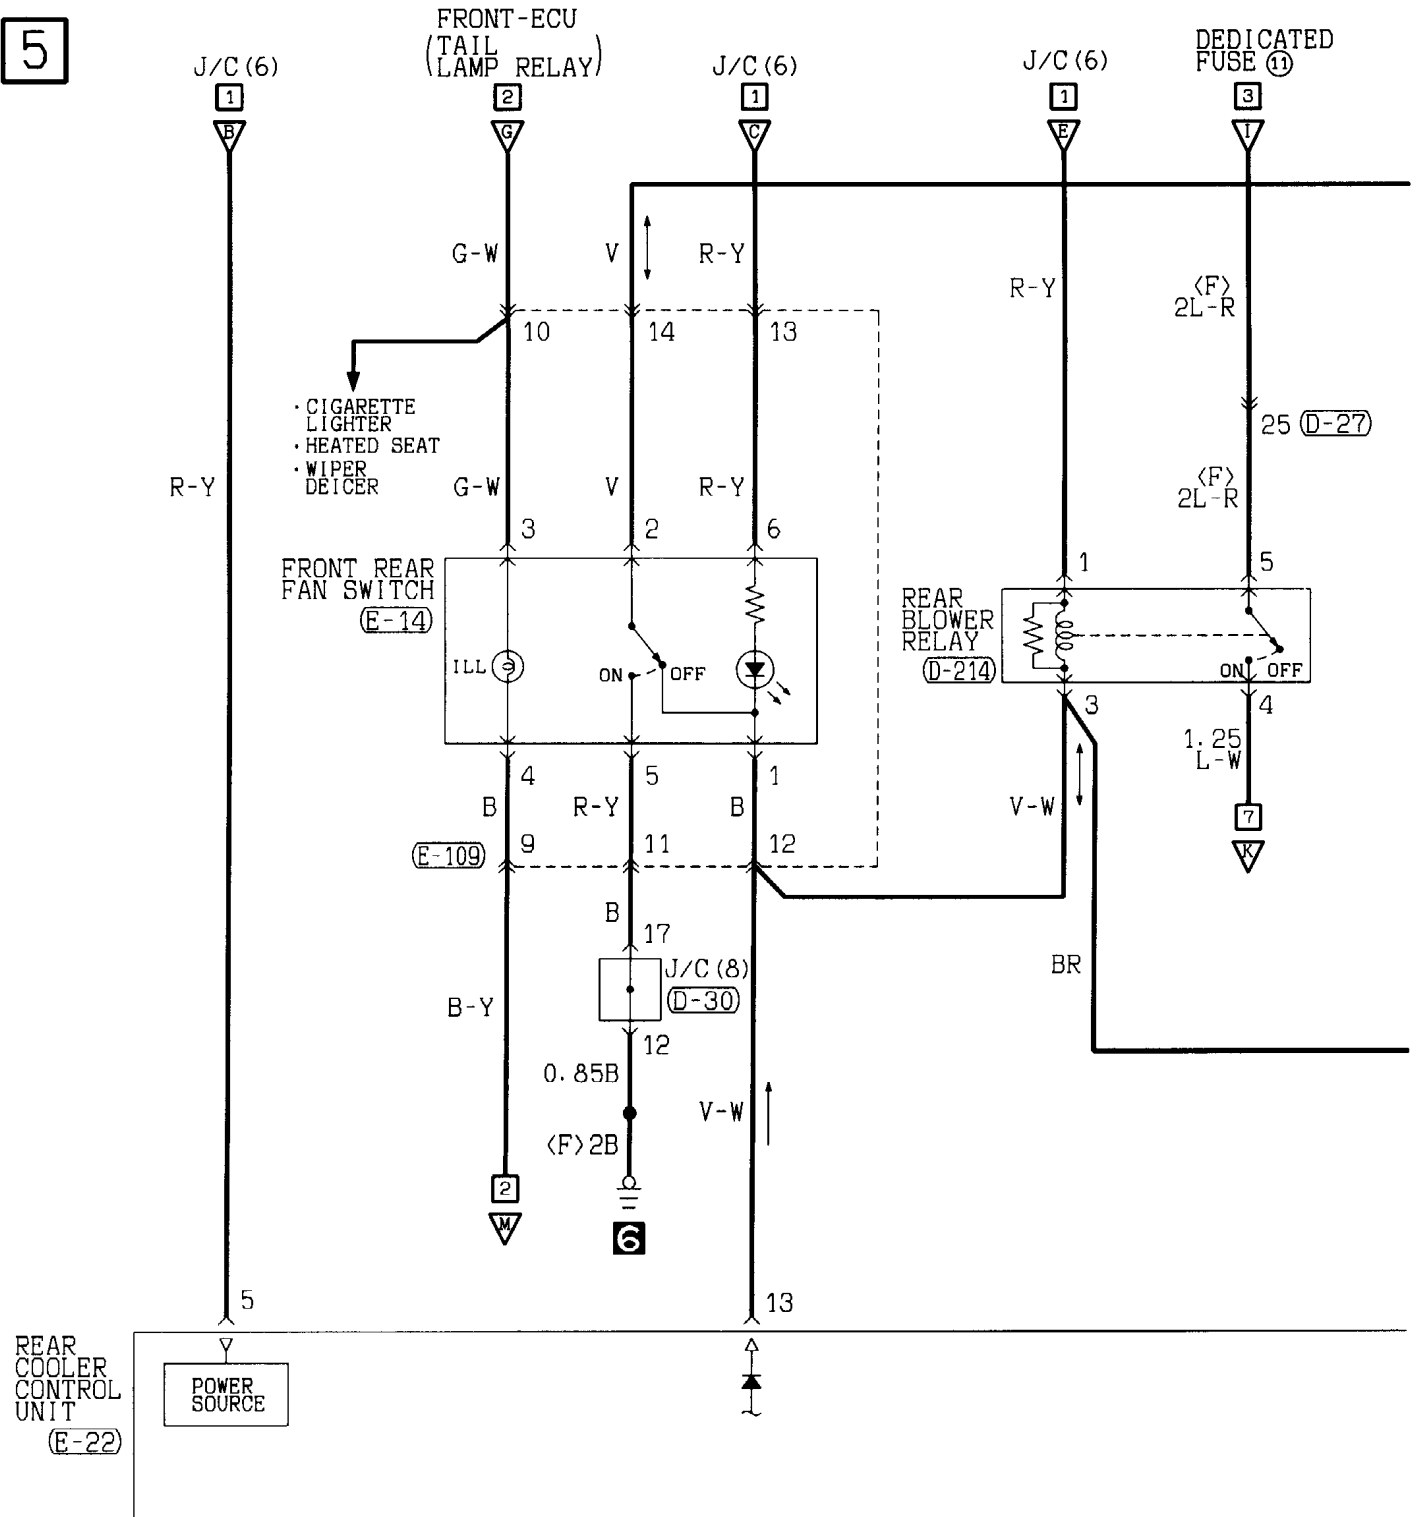 5
J/C(6)
1
B
FRONT-ECU
(TAIL
LAMP RELAY)
2
G
J/C(6)
1
C
J/C(6)
1
E
DEDICATED
FUSE ⑪
3
I
G-W
V
R-Y
R-Y
<F>
2L-R
10
14
13
·CIGARETTE
LIGHTER
·HEATED SEAT
·WIPER
DEICER
25 (D-27)
R-Y
G-W
V
R-Y
<F>
2L-R
3
2
6
1
5
FRONT REAR
FAN SWITCH
(E-14)
ILL
ON
OFF
REAR
BLOWER
RELAY
(D-214)
ON
OFF
4
5
1
3
4
B
R-Y
B
V-W
1.25
L-W
7
K
(E-109)
9
11
12
B
17
J/C(8)
(D-30)
12
BR
B-Y
0.85B
<F>2B
V-W
2
M
6
5
13
REAR
COOLER
CONTROL
UNIT
(E-22)
POWER
SOURCE